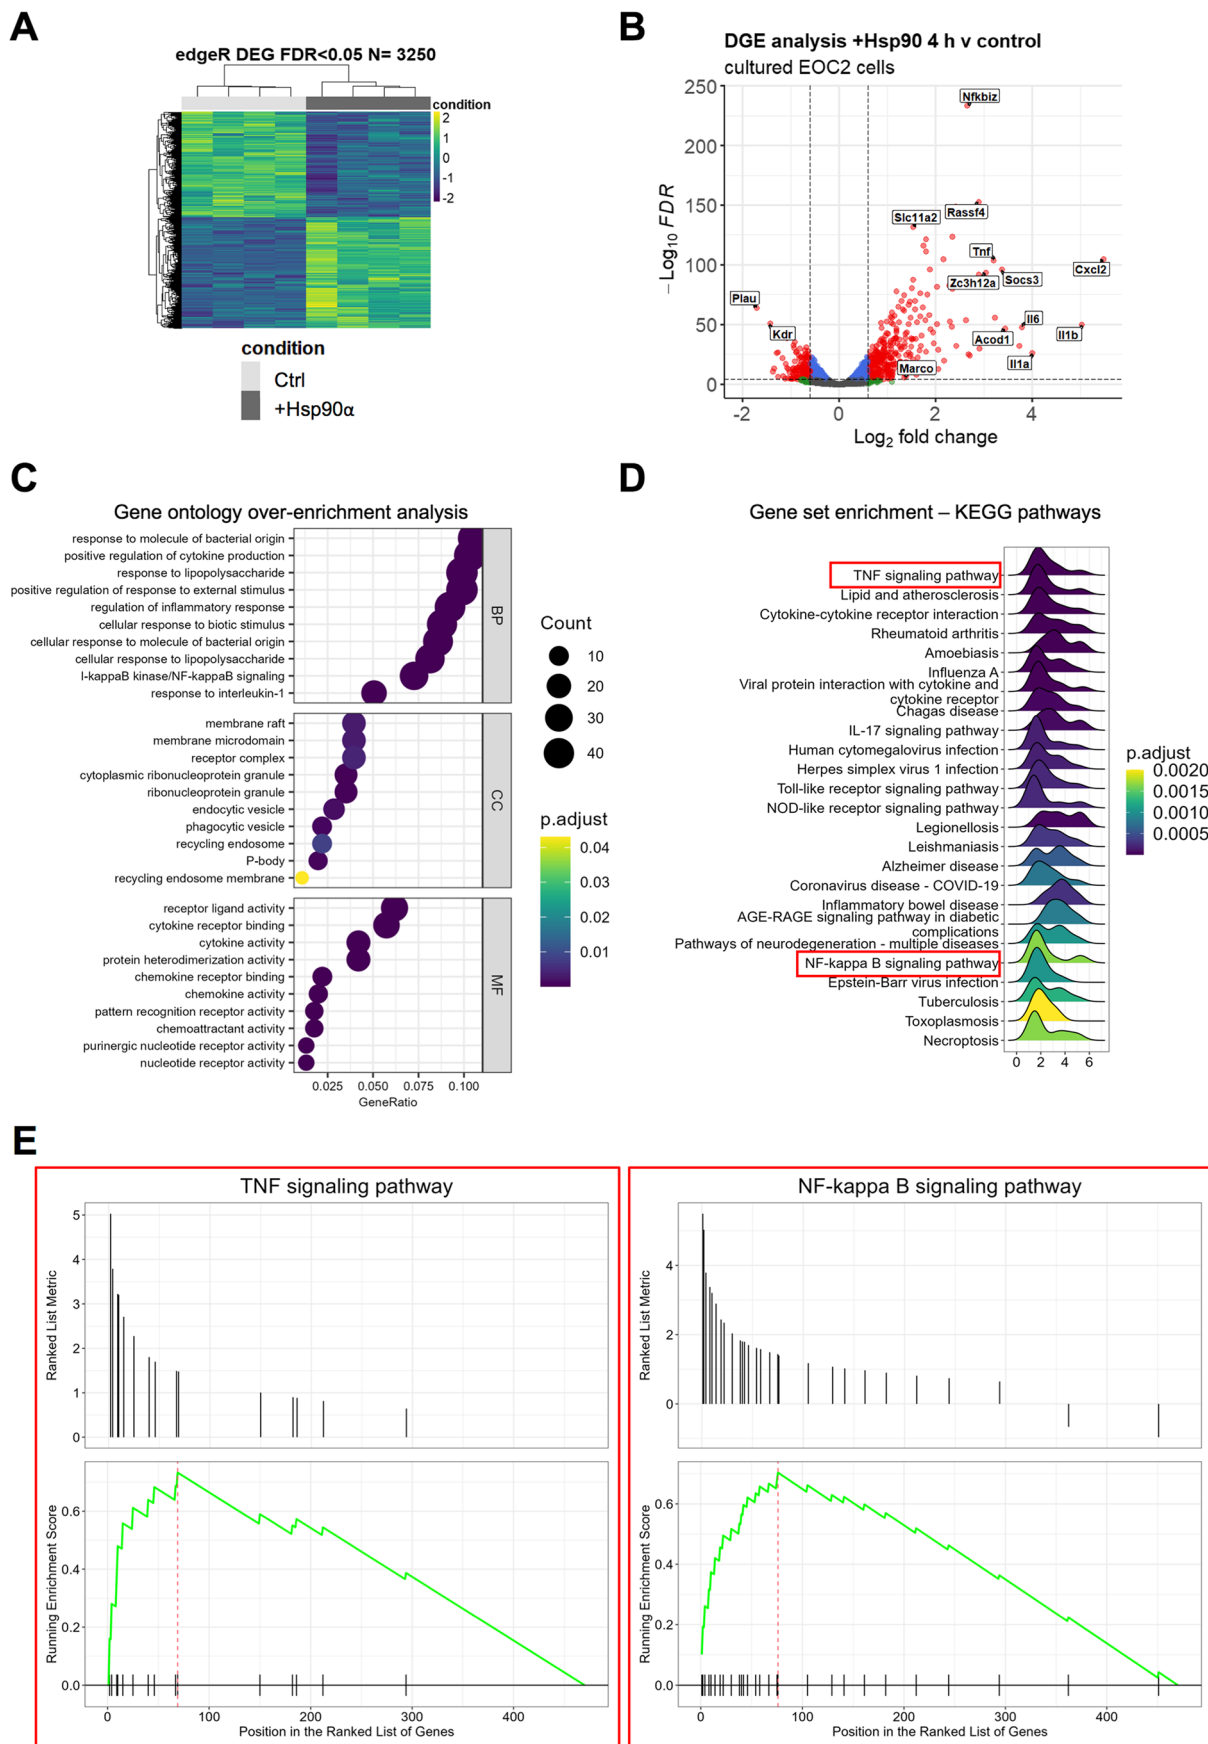 A
edgeR DEG FDR<0.05 N= 3250
condition
2
1
0
-1
-2
condition
Ctrl
+Hsp90α
B
DGE analysis +Hsp90 4 h v control
cultured EOC2 cells
250
200
150
100
50
0
− Log10 FDR
Nfkbiz
Rassf4
Slc11a2
Tnf
Cxcl2
Zc3h12a
Socs3
Plau
Kdr
Il6
Acod1
Il1b
Il1a
Marco
-2
0
2
4
Log2 fold change
C
Gene ontology over-enrichment analysis
response to molecule of bacterial origin
positive regulation of cytokine production
response to lipopolysaccharide
positive regulation of response to external stimulus
regulation of inflammatory response
cellular response to biotic stimulus
cellular response to molecule of bacterial origin
cellular response to lipopolysaccharide
I-kappaB kinase/NF-kappaB signaling
response to interleukin-1
BP
membrane raft
membrane microdomain
receptor complex
cytoplasmic ribonucleoprotein granule
ribonucleoprotein granule
endocytic vesicle
phagocytic vesicle
recycling endosome
P-body
recycling endosome membrane
CC
receptor ligand activity
cytokine receptor binding
cytokine activity
protein heterodimerization activity
chemokine receptor binding
chemokine activity
pattern recognition receptor activity
chemoattractant activity
purinergic nucleotide receptor activity
nucleotide receptor activity
MF
0.025
0.050
0.075
0.100
GeneRatio
Count
10
20
30
40
p.adjust
0.04
0.03
0.02
0.01
D
Gene set enrichment – KEGG pathways
TNF signaling pathway
Lipid and atherosclerosis
Cytokine-cytokine receptor interaction
Rheumatoid arthritis
Amoebiasis
Influenza A
Viral protein interaction with cytokine and
cytokine receptor
Chagas disease
IL-17 signaling pathway
Human cytomegalovirus infection
Herpes simplex virus 1 infection
Toll-like receptor signaling pathway
NOD-like receptor signaling pathway
Legionellosis
Leishmaniasis
Alzheimer disease
Coronavirus disease - COVID-19
Inflammatory bowel disease
AGE-RAGE signaling pathway in diabetic
complications
Pathways of neurodegeneration - multiple diseases
NF-kappa B signaling pathway
Epstein-Barr virus infection
Tuberculosis
Toxoplasmosis
Necroptosis
0
2
4
6
p.adjust
0.0020
0.0015
0.0010
0.0005
E
TNF signaling pathway
5
4
3
2
1
0
Ranked List Metric
0.6
0.4
0.2
0.0
Running Enrichment Score
0
100
200
300
400
Position in the Ranked List of Genes
NF-kappa B signaling pathway
4
2
0
Ranked List Metric
0.6
0.4
0.2
0.0
Running Enrichment Score
0
100
200
300
400
Position in the Ranked List of Genes